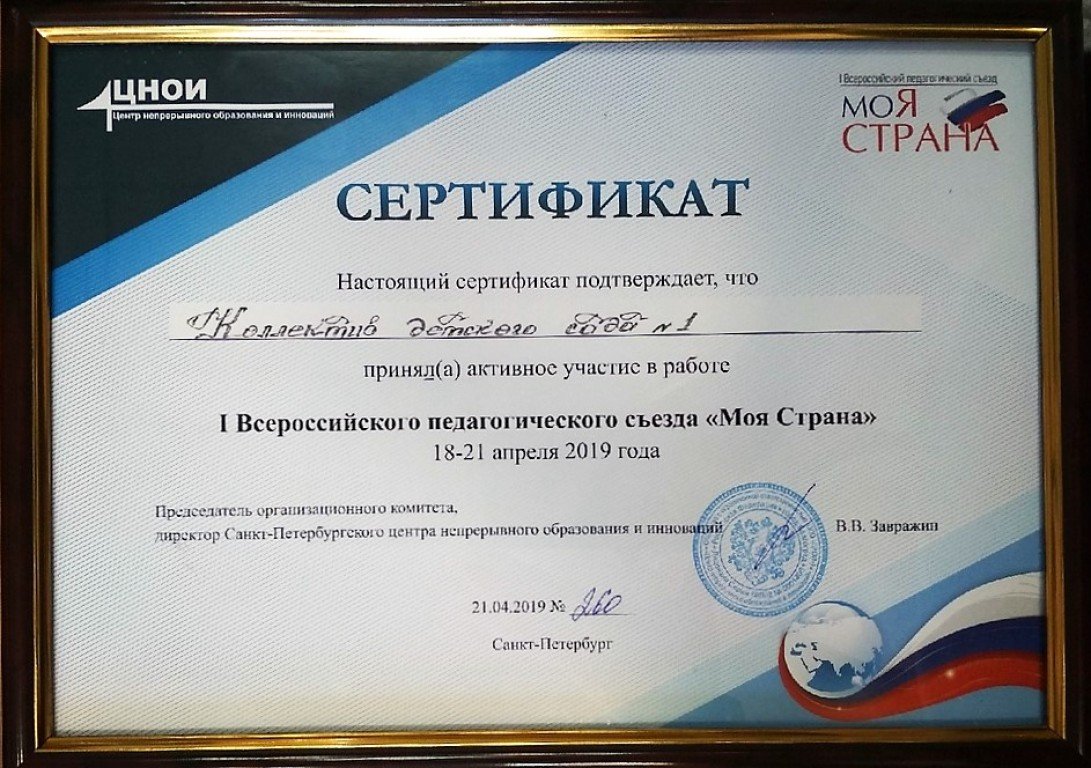 ЦНОИ
Центр непрерывного образования и инноваций
I Всероссийский педагогический съезд
МОЯ
СТРАНА
СЕРТИФИКАТ
Настоящий сертификат подтверждает, что
Коллектив детского сада №1
принял(а) активное участие в работе
I Всероссийского педагогического съезда «Моя Страна»
18-21 апреля 2019 года
Председатель организационного комитета,
директор Санкт-Петербургского центра непрерывного образования и инноваций
В.В. Завражин
21.04.2019 № 260
Санкт-Петербург